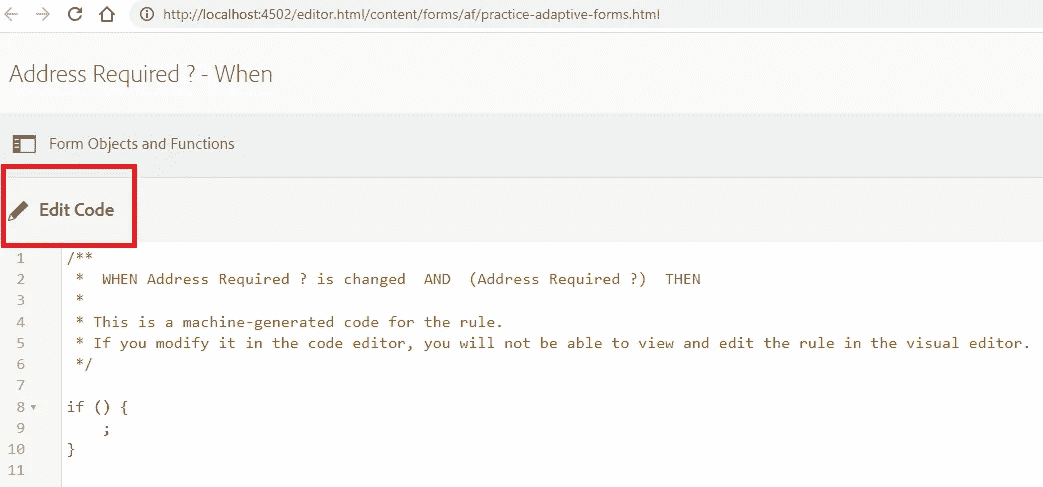 http://localhost:4502/editor.html/content/forms/af/practice-adaptive-forms.html
Address Required ? - When
Form Objects and Functions
Edit Code
1 /**
2  *  WHEN Address Required ? is changed  AND  (Address Required ?)  THEN
3  *
4  * This is a machine-generated code for the rule.
5  * If you modify it in the code editor, you will not be able to view and edit the rule in the visual editor.
6  */
7
8 if () {
9     ;
10 }
11